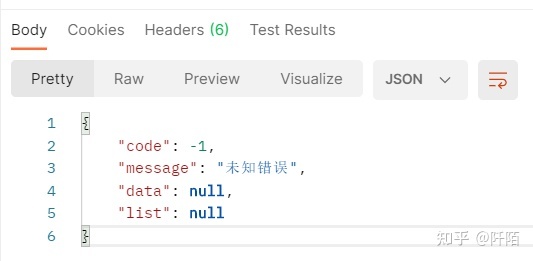 Body Cookies Headers (6) Test Results
Pretty Raw Preview Visualize JSON
1 {
2 "code": -1,
3 "message": "未知错误",
4 "data": null,
5 "list": null
6 }
知乎 @阡陌